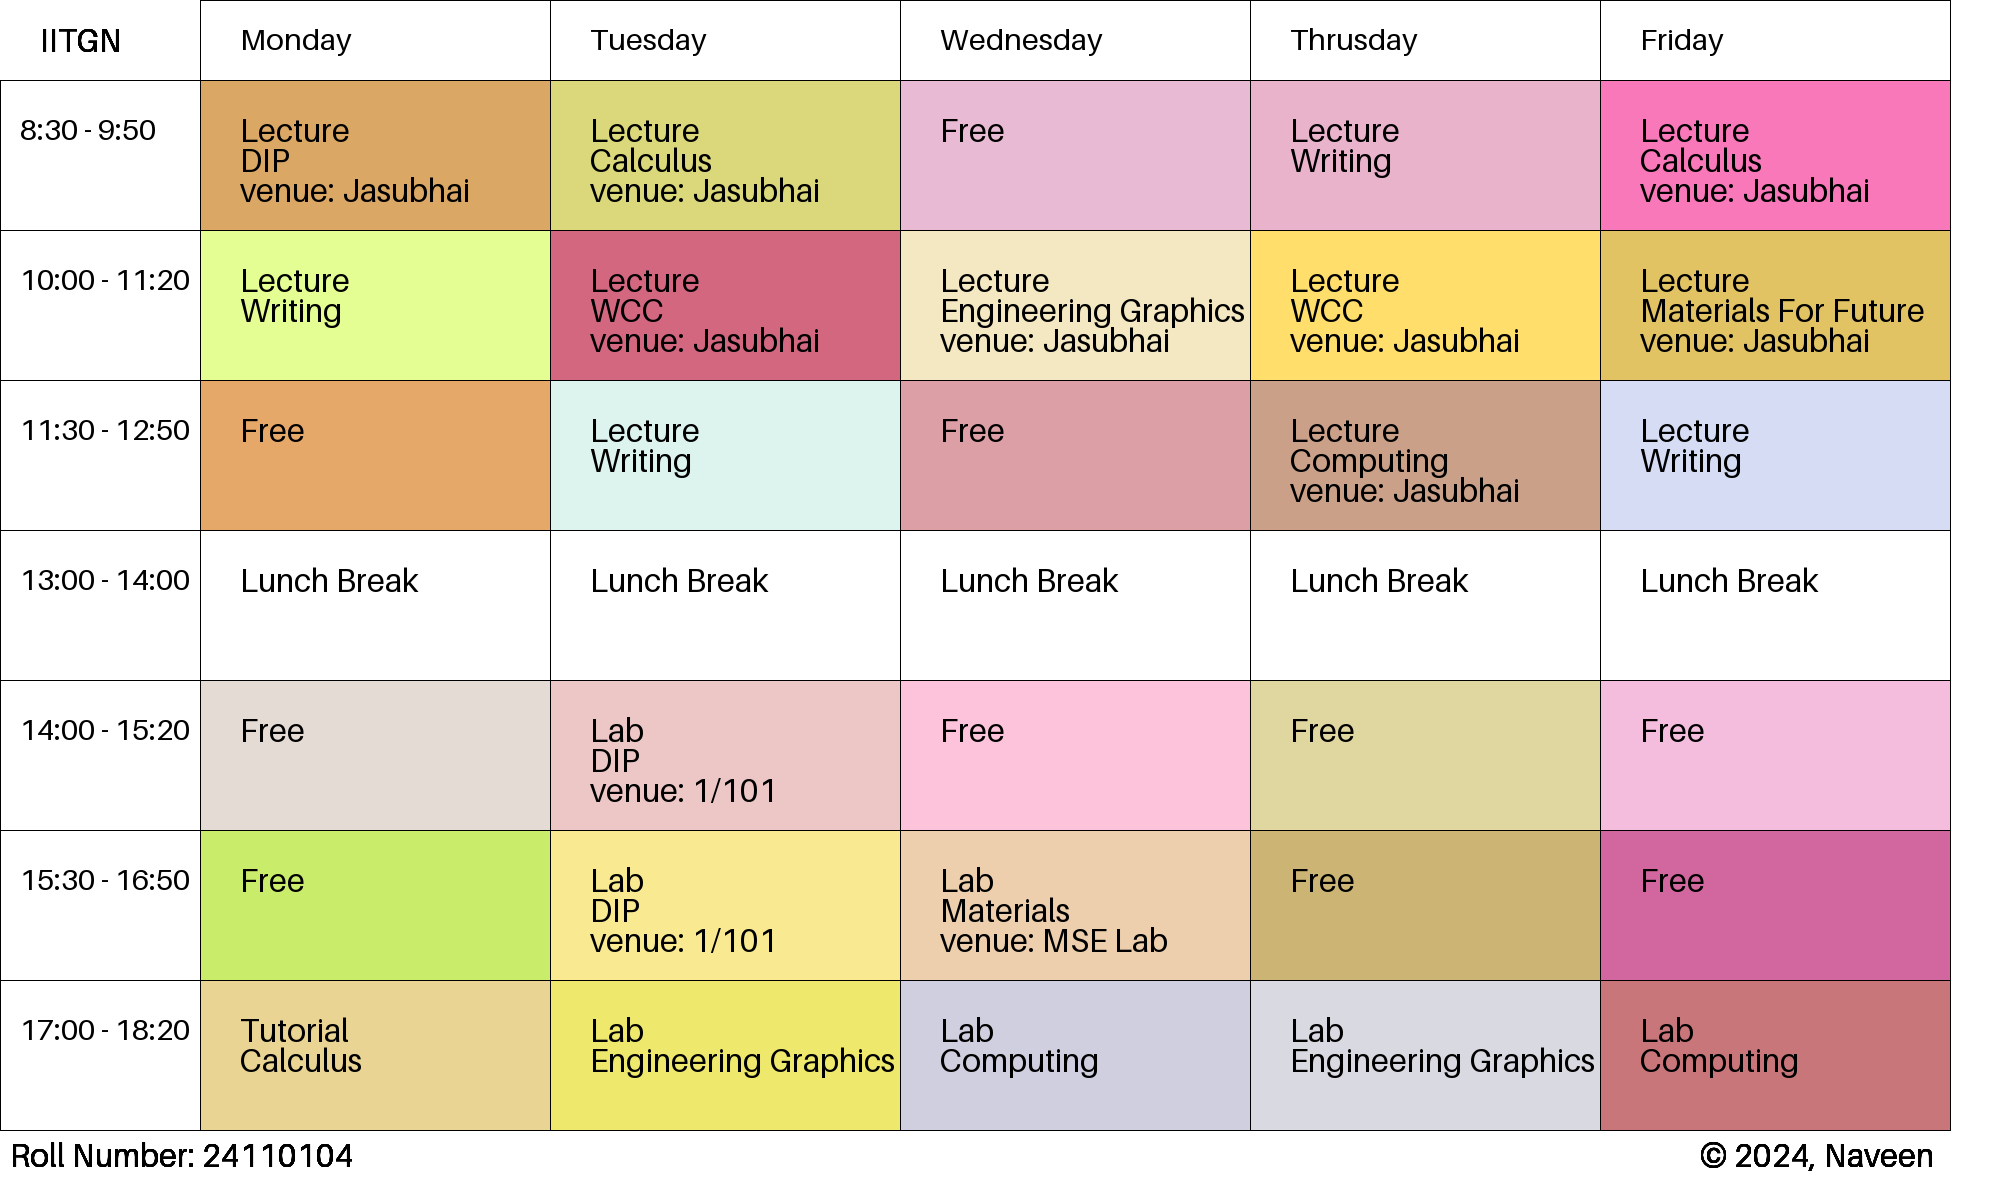 IITGN
Monday
Tuesday
Wednesday
Thrusday
Friday
8:30 - 9:50
Lecture
DIP
venue: Jasubhai
Lecture
Calculus
venue: Jasubhai
Free
Lecture
Writing
Lecture
Calculus
venue: Jasubhai
10:00 - 11:20
Lecture
Writing
Lecture
WCC
venue: Jasubhai
Lecture
Engineering Graphics
venue: Jasubhai
Lecture
WCC
venue: Jasubhai
Lecture
Materials For Future
venue: Jasubhai
11:30 - 12:50
Free
Lecture
Writing
Free
Lecture
Computing
venue: Jasubhai
Lecture
Writing
13:00 - 14:00
Lunch Break
Lunch Break
Lunch Break
Lunch Break
Lunch Break
14:00 - 15:20
Free
Lab
DIP
venue: 1/101
Free
Free
Free
15:30 - 16:50
Free
Lab
DIP
venue: 1/101
Lab
Materials
venue: MSE Lab
Free
Free
17:00 - 18:20
Tutorial
Calculus
Lab
Engineering Graphics
Lab
Computing
Lab
Engineering Graphics
Lab
Computing
Roll Number: 24110104
© 2024, Naveen